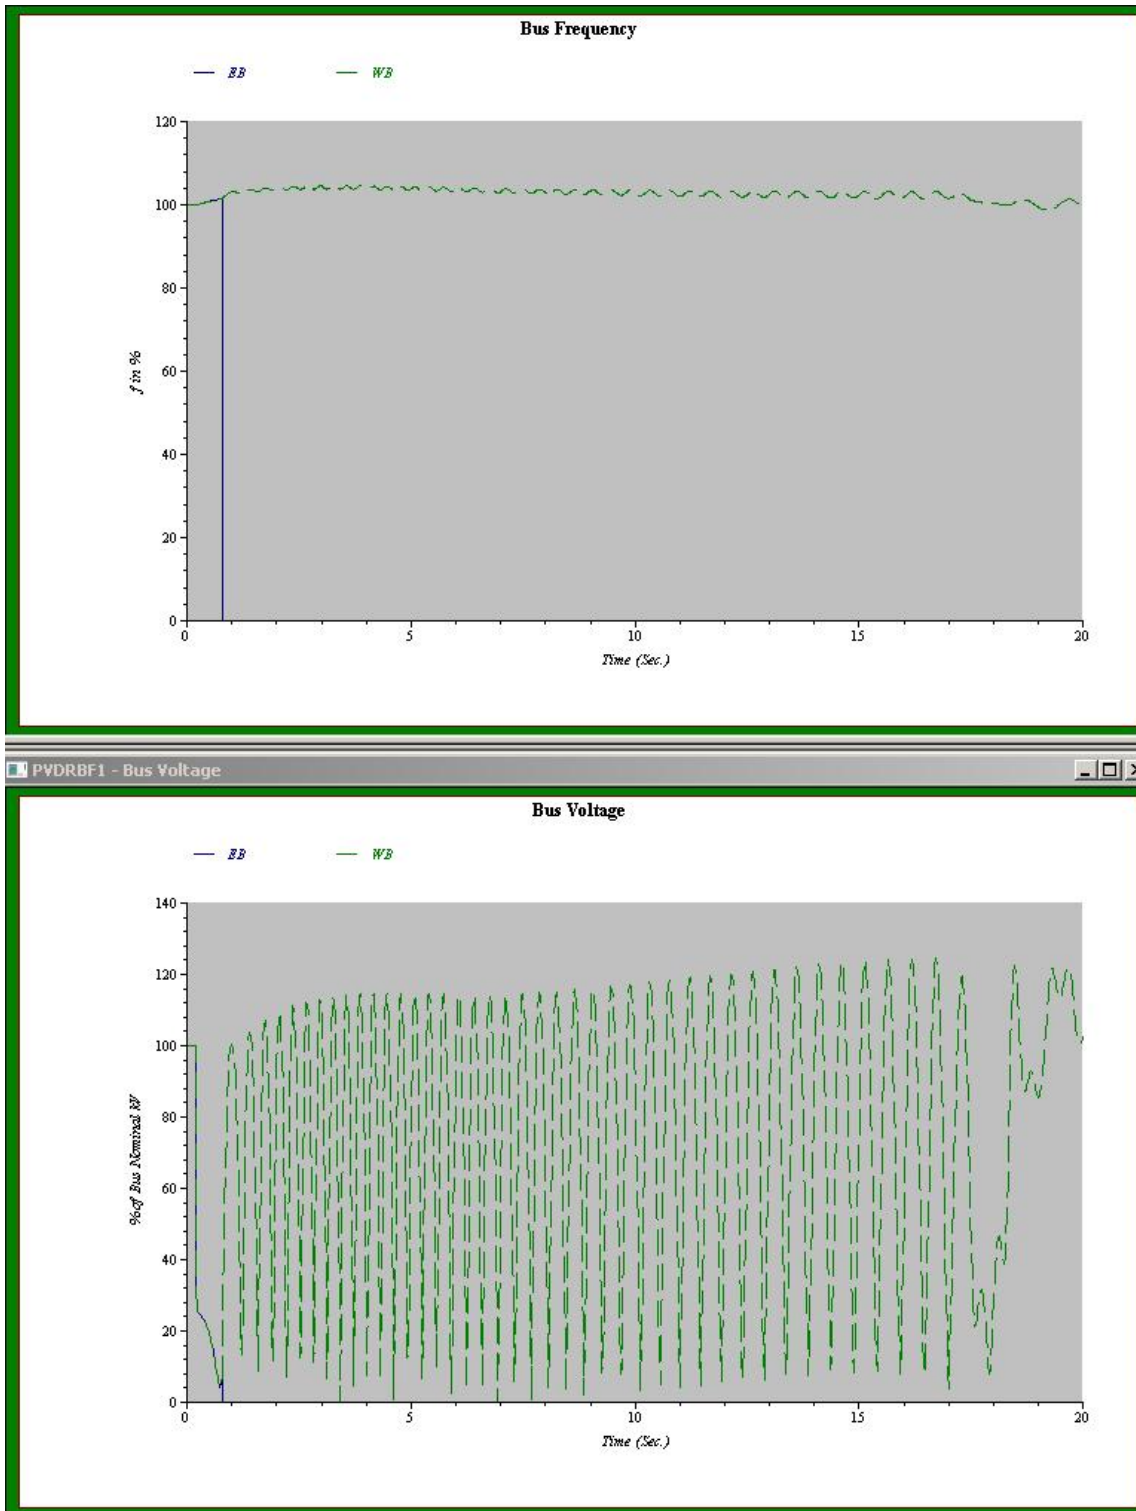 Bus Frequency
EB WB
120
100
80
60
40
20
0
f in %
0 5 10 15 20
Time (Sec.)
PVDRBF1 - Bus Voltage
Bus Voltage
EB WB
140
120
100
80
60
40
20
0
% of Bus Nominal kV
0 5 10 15 20
Time (Sec.)